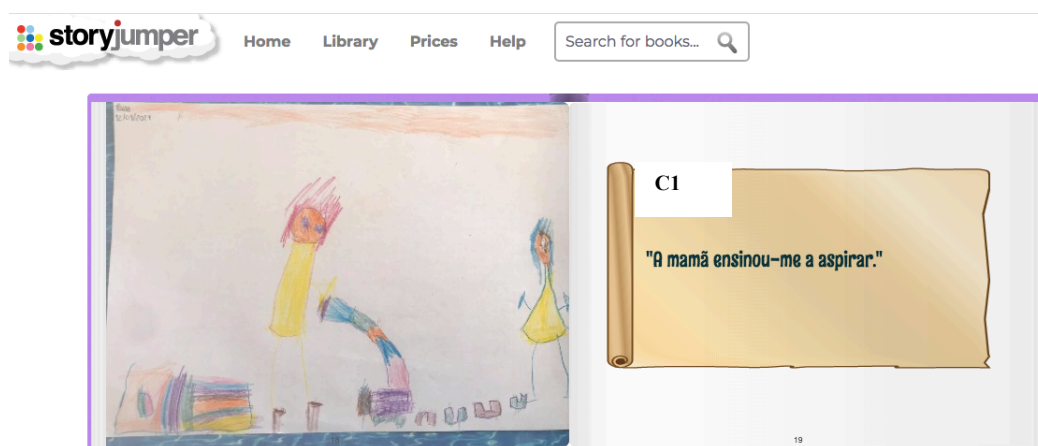 storyjumper
Home Library Prices Help Search for books...
C1
"A mamã ensinou-me a aspirar."
19